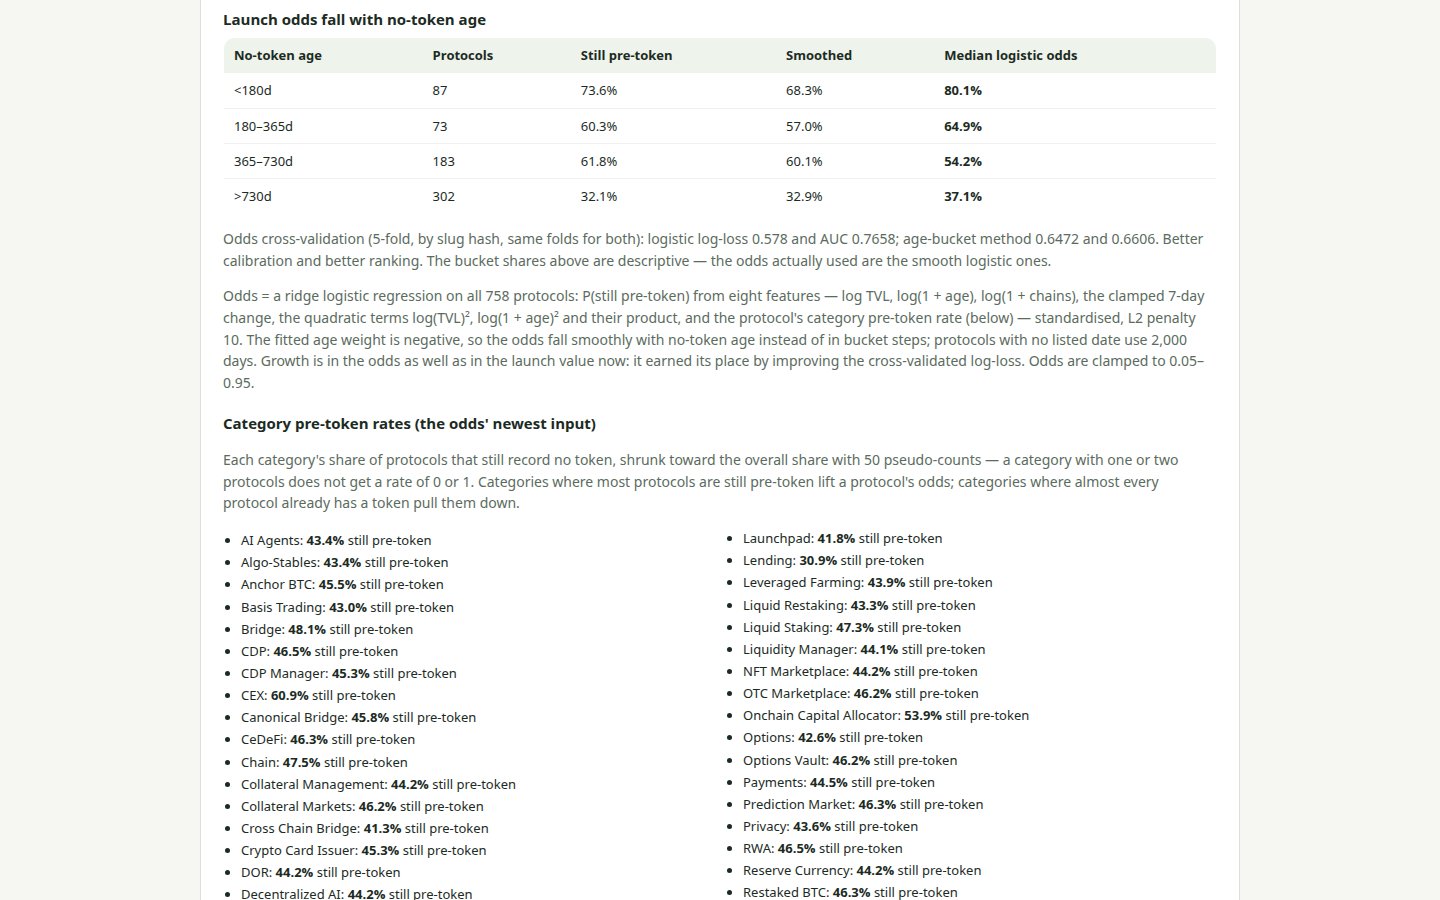 Launch odds fall with no-token age
No-token age Protocols Still pre-token Smoothed Median logistic odds
<180d 87 73.6% 68.3% 80.1%
180–365d 73 60.3% 57.0% 64.9%
365–730d 183 61.8% 60.1% 54.2%
>730d 302 32.1% 32.9% 37.1%
Odds cross-validation (5-fold, by slug hash, same folds for both): logistic log-loss 0.578 and AUC 0.7658; age-bucket method 0.6472 and 0.6606. Better
calibration and better ranking. The bucket shares above are descriptive — the odds actually used are the smooth logistic ones.
Odds = a ridge logistic regression on all 758 protocols: P(still pre-token) from eight features — log TVL, log(1 + age), log(1 + chains), the clamped 7-day
change, the quadratic terms log(TVL)², log(1 + age)² and their product, and the protocol's category pre-token rate (below) — standardised, L2 penalty
10. The fitted age weight is negative, so the odds fall smoothly with no-token age instead of in bucket steps; protocols with no listed date use 2,000
days. Growth is in the odds as well as in the launch value now: it earned its place by improving the cross-validated log-loss. Odds are clamped to 0.05–
0.95.
Category pre-token rates (the odds' newest input)
Each category's share of protocols that still record no token, shrunk toward the overall share with 50 pseudo-counts — a category with one or two
protocols does not get a rate of 0 or 1. Categories where most protocols are still pre-token lift a protocol's odds; categories where almost every
protocol already has a token pull them down.
• AI Agents: 43.4% still pre-token
• Algo-Stables: 43.4% still pre-token
• Anchor BTC: 45.5% still pre-token
• Basis Trading: 43.0% still pre-token
• Bridge: 48.1% still pre-token
• CDP: 46.5% still pre-token
• CDP Manager: 45.3% still pre-token
• CEX: 60.9% still pre-token
• Canonical Bridge: 45.8% still pre-token
• CeDeFi: 46.3% still pre-token
• Chain: 47.5% still pre-token
• Collateral Management: 44.2% still pre-token
• Collateral Markets: 46.2% still pre-token
• Cross Chain Bridge: 41.3% still pre-token
• Crypto Card Issuer: 45.3% still pre-token
• DOR: 44.2% still pre-token
• Decentralized AI: 44.2% still pre-token
• Launchpad: 41.8% still pre-token
• Lending: 30.9% still pre-token
• Leveraged Farming: 43.9% still pre-token
• Liquid Restaking: 43.3% still pre-token
• Liquid Staking: 47.3% still pre-token
• Liquidity Manager: 44.1% still pre-token
• NFT Marketplace: 44.2% still pre-token
• OTC Marketplace: 46.2% still pre-token
• Onchain Capital Allocator: 53.9% still pre-token
• Options: 42.6% still pre-token
• Options Vault: 46.2% still pre-token
• Payments: 44.5% still pre-token
• Prediction Market: 46.3% still pre-token
• Privacy: 43.6% still pre-token
• RWA: 46.5% still pre-token
• Reserve Currency: 44.2% still pre-token
• Restaked BTC: 46.3% still pre-token